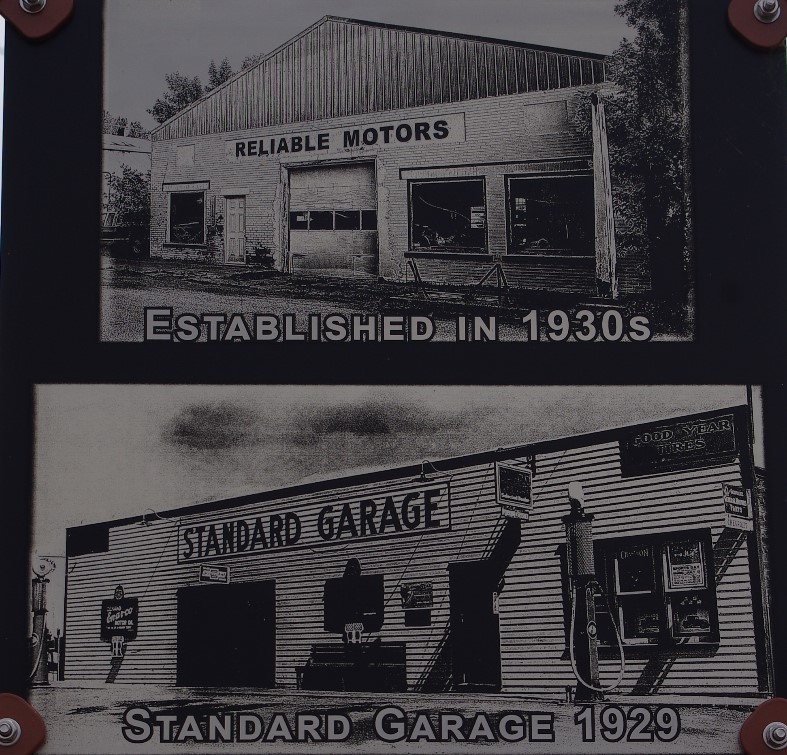 RELIABLE MOTORS
ESTABLISHED IN 1930S
GOOD YEAR
TIRES
STANDARD GARAGE
STANDARD GARAGE 1929